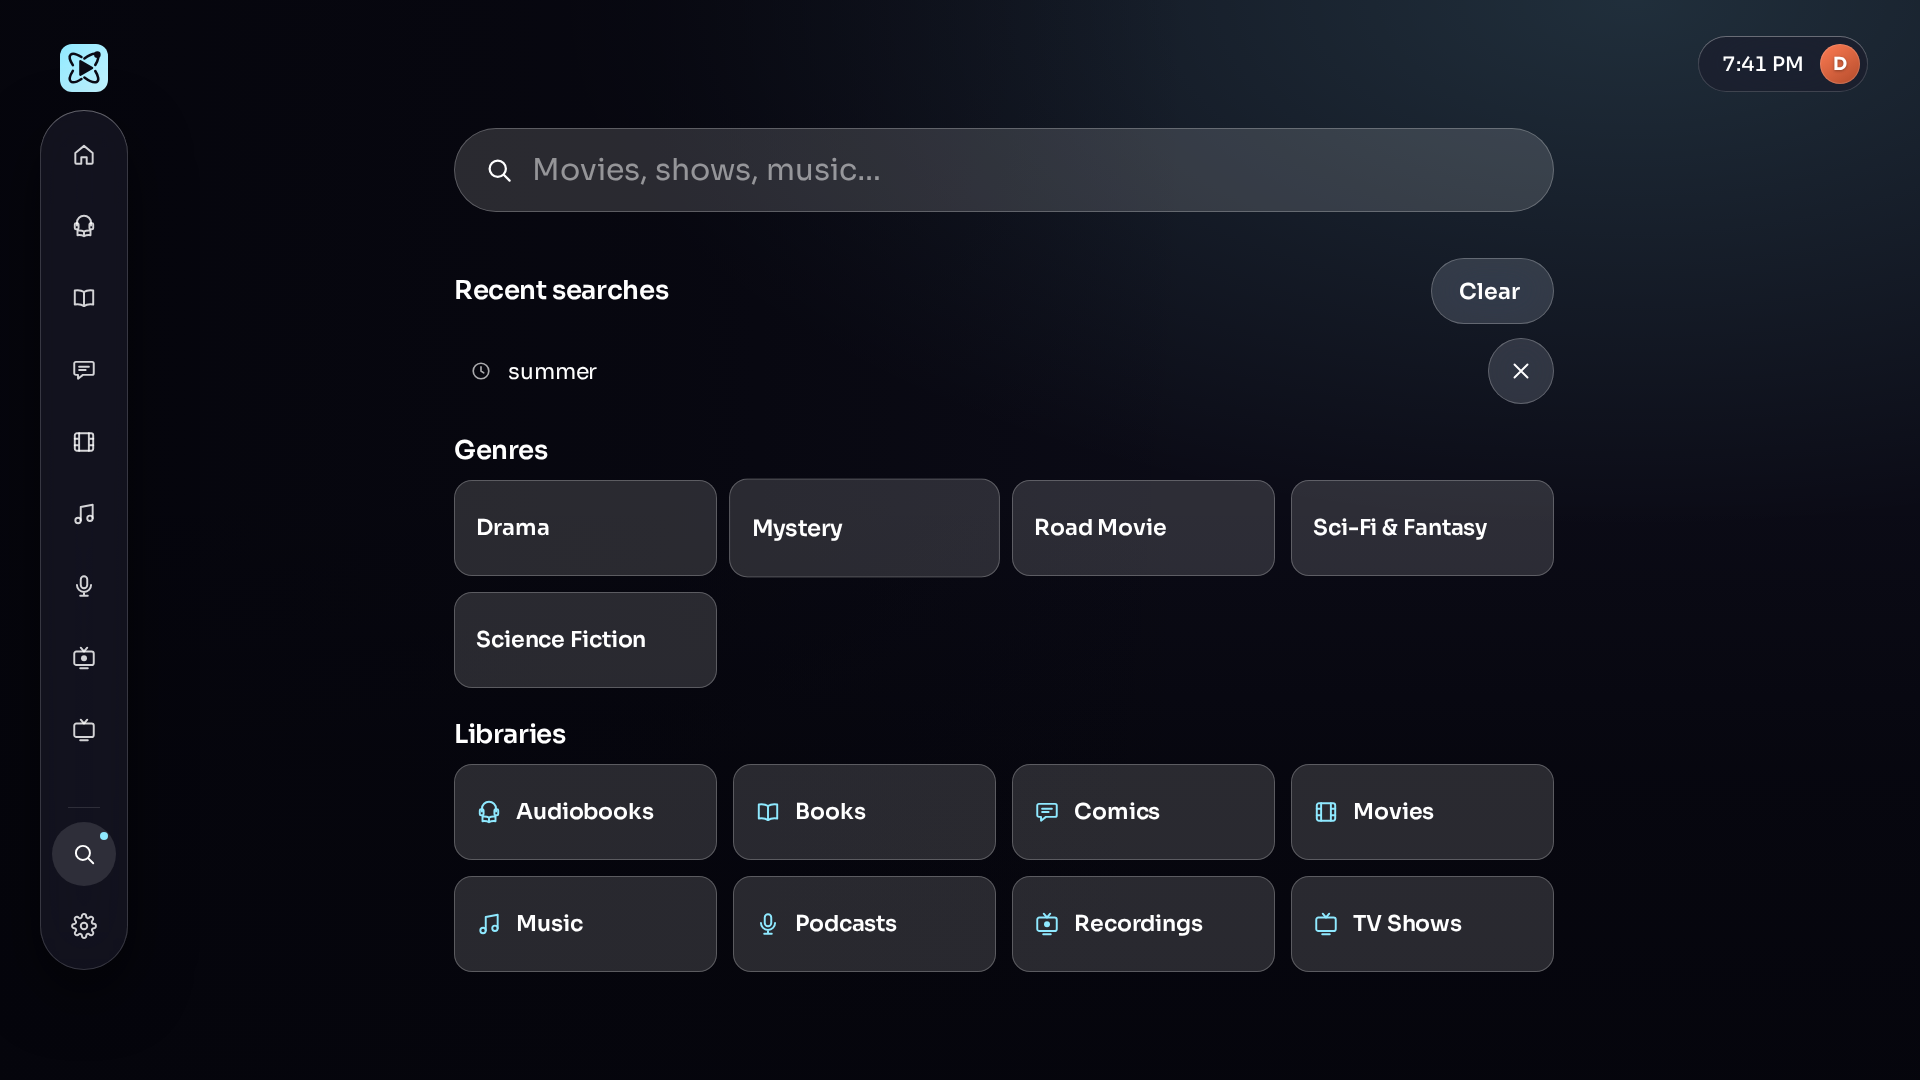 7:41 PM
D
Movies, shows, music...
Recent searches
Clear
summer
Genres
Drama
Mystery
Road Movie
Sci-Fi & Fantasy
Science Fiction
Libraries
Audiobooks
Books
Comics
Movies
Music
Podcasts
Recordings
TV Shows